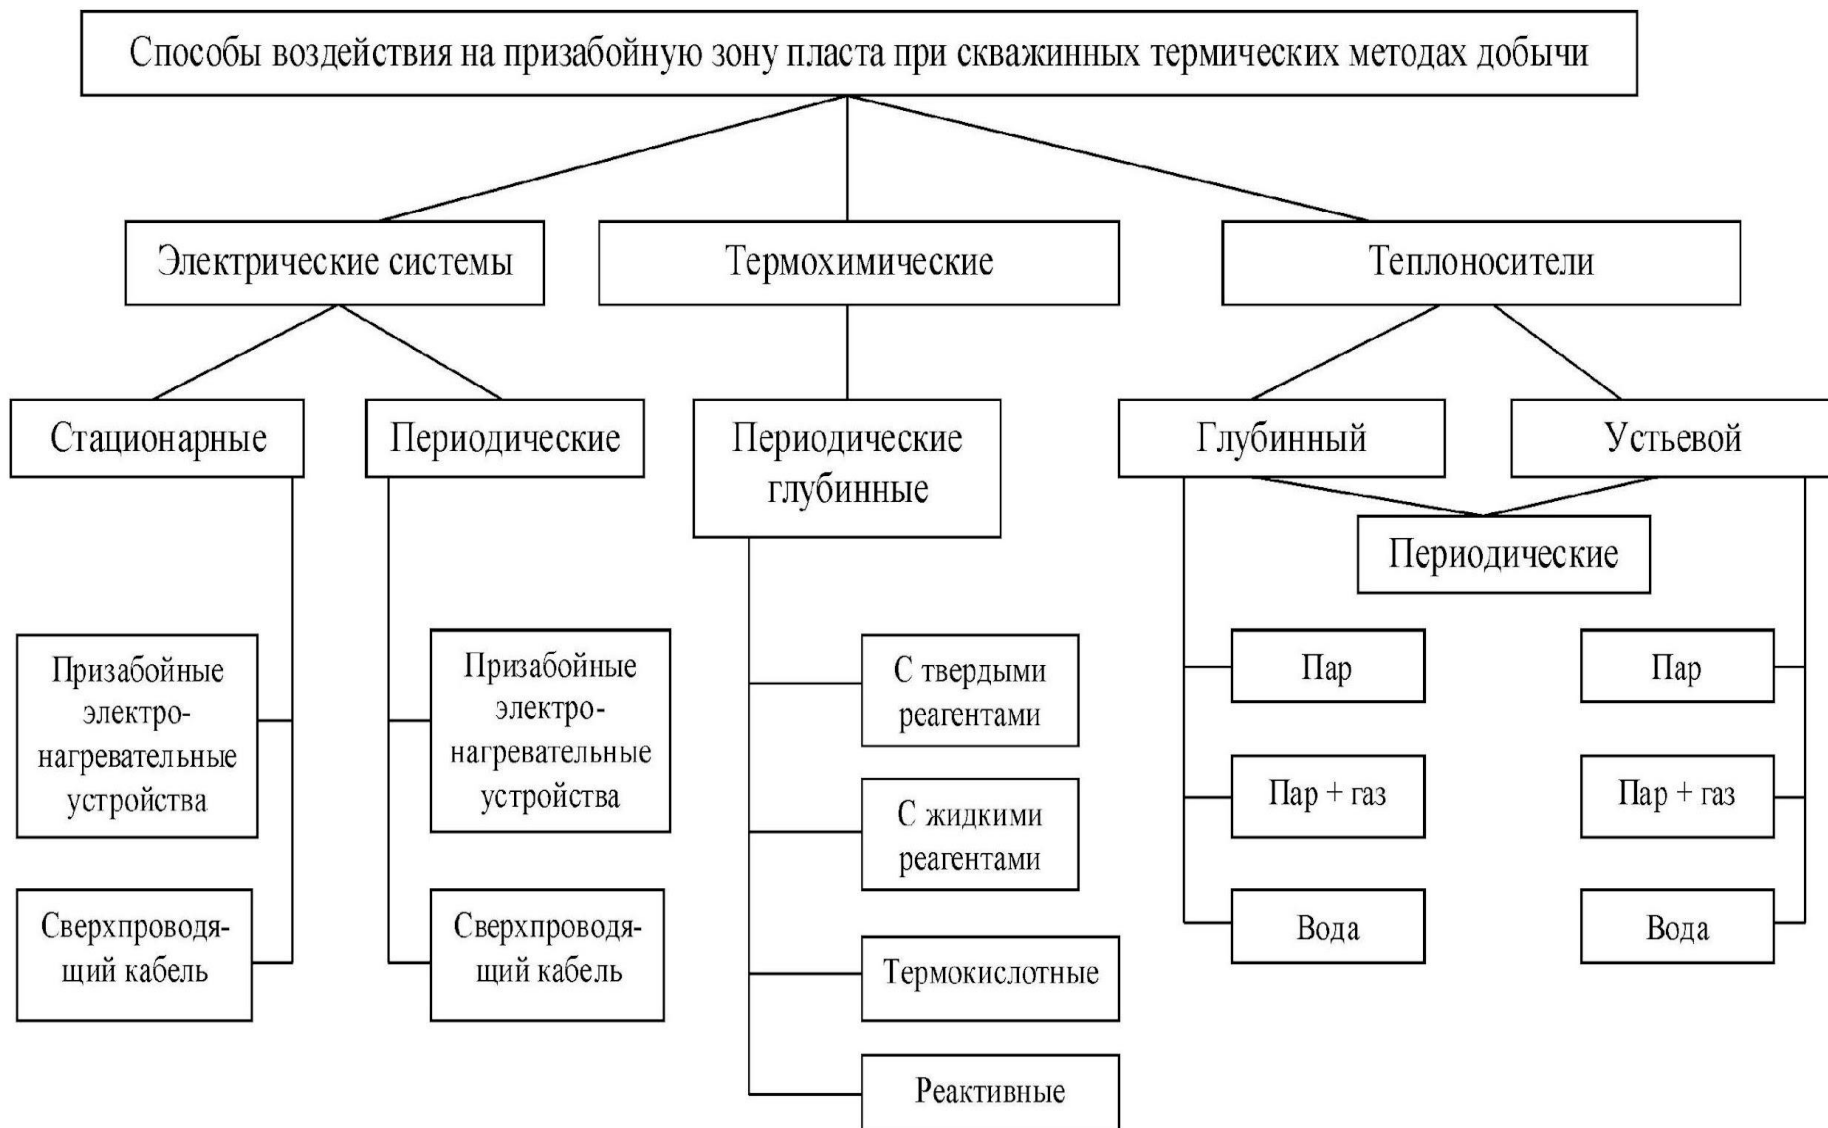 Способы воздействия на призабойную зону пласта при скважинных термических методах добычи
Электрические системы
Термохимические
Теплоносители
Стационарные
Периодические
Периодические
глубинные
Глубинный
Устьевой
Периодические
Призабойные
электро-
нагревательные
устройства
Сверхпроводя-
щий кабель
Призабойные
электро-
нагревательные
устройства
Сверхпроводя-
щий кабель
С твердыми
реагентами
С жидкими
реагентами
Термокислотные
Реактивные
Пар
Пар + газ
Вода
Пар
Пар + газ
Вода